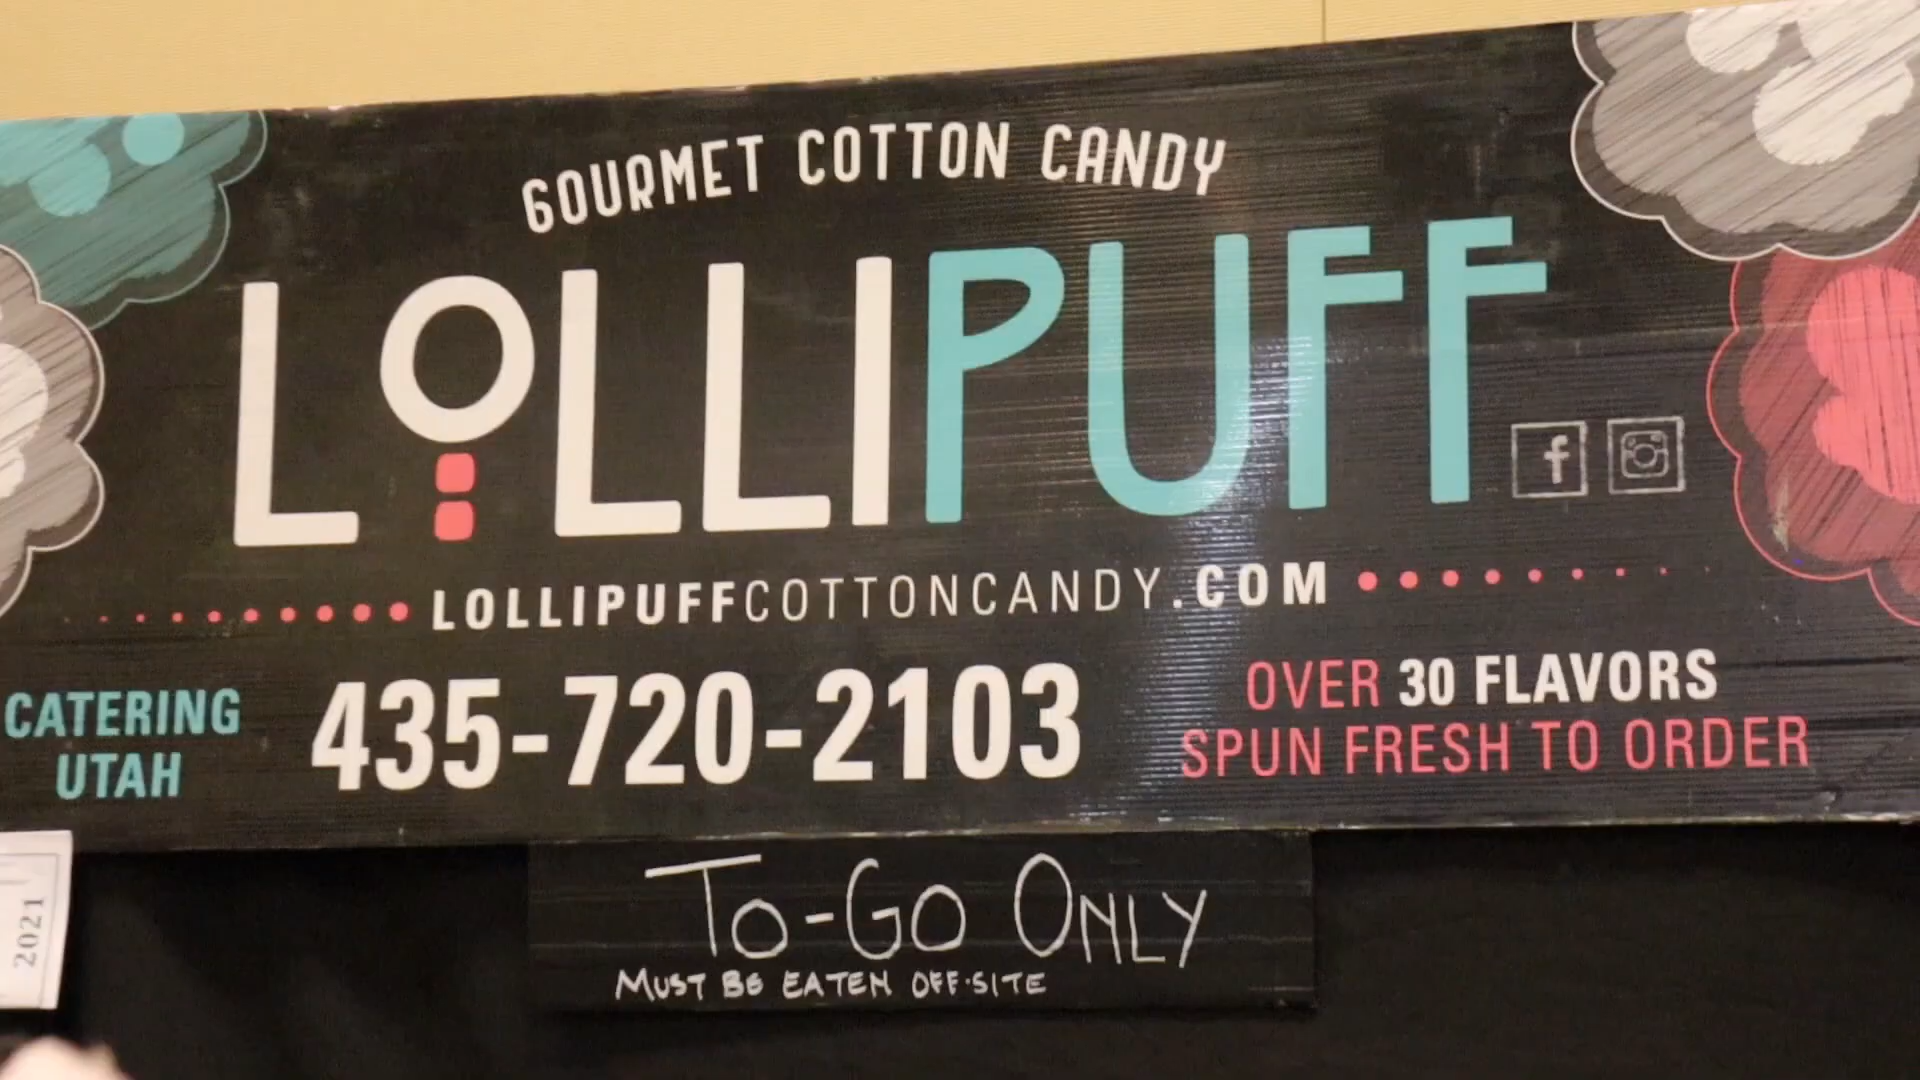 GOURMET COTTON CANDY
LOLLIPUFF
LOLLIPUFFCOTTONCANDY.COM
CATERING
UTAH
435-720-2103
OVER 30 FLAVORS
SPUN FRESH TO ORDER
TO-GO ONLY
MUST BE EATEN OFF-SITE
2021